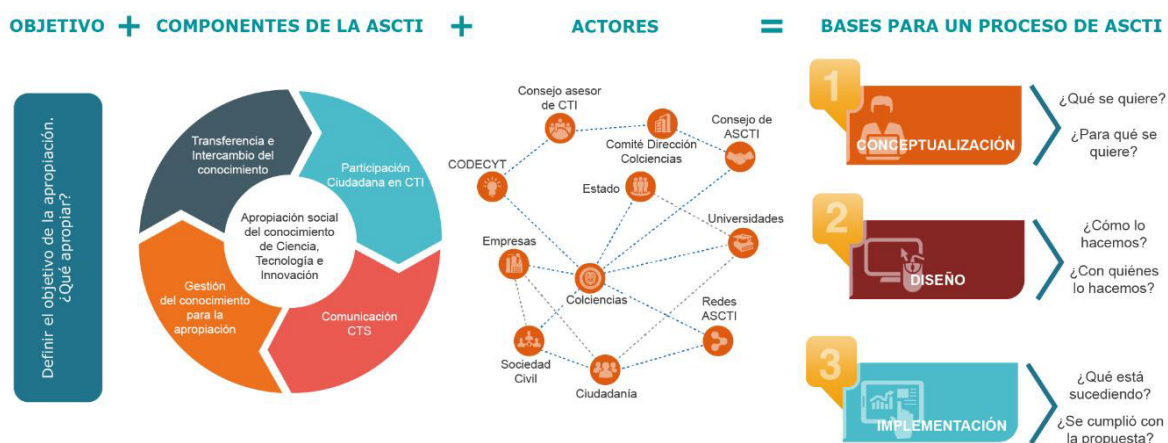 OBJETIVO + COMPONENTES DE LA ASCTI + ACTORES = BASES PARA UN PROCESO DE ASCTI
Definir el objetivo de la apropiación.
¿Qué apropiar?
Transferencia e
Intercambio del
conocimiento
Participación
Ciudadana en CTI
Apropiación social
del conocimiento
de Ciencia,
Tecnología e
Innovación
Gestión
del conocimiento
para la
apropiación
Comunicación
CTS
Consejo asesor
de CTI
Comité Dirección
Colciencias
Consejo de
ASCTI
CODECYT
Estado
Universidades
Empresas
Colciencias
Redes
ASCTI
Sociedad
Civil
Ciudadanía
1
CONCEPTUALIZACIÓN
¿Qué se quiere?
¿Para qué se
quiere?
2
DISEÑO
¿Cómo lo
hacemos?
¿Con quiénes
lo hacemos?
3
IMPLEMENTACIÓN
¿Qué está
sucediendo?
¿Se cumplió con
la propuesta?